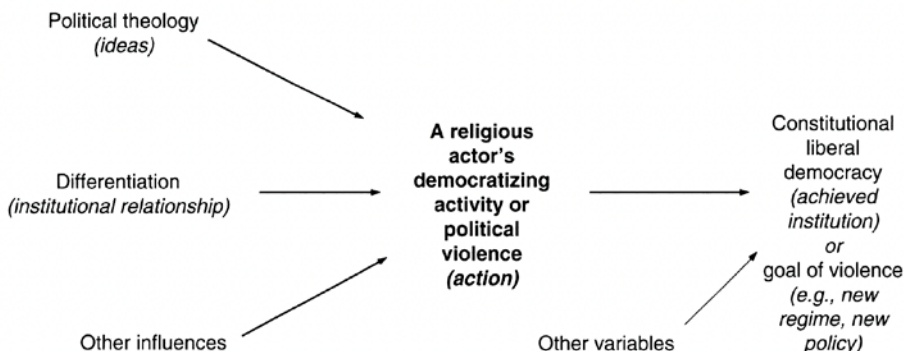 Political theology
(ideas)
Differentiation
(institutional relationship)
Other influences
A religious
actor's
democratizing
activity or
political
violence
(action)
Other variables
Constitutional
liberal
democracy
(achieved
institution)
or
goal of violence
(e.g., new
regime, new
policy)